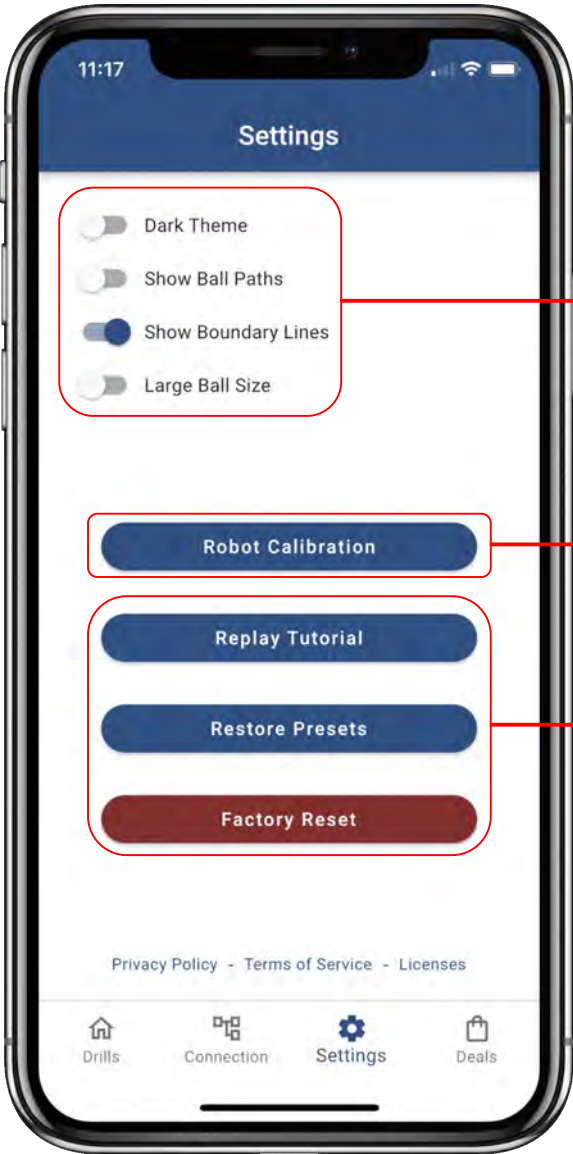 11:17
Settings
Dark Theme
Show Ball Paths
Show Boundary Lines
Large Ball Size
Robot Calibration
Replay Tutorial
Restore Presets
Factory Reset
Privacy Policy - Terms of Service - Licenses
Drills Connection Settings Deals